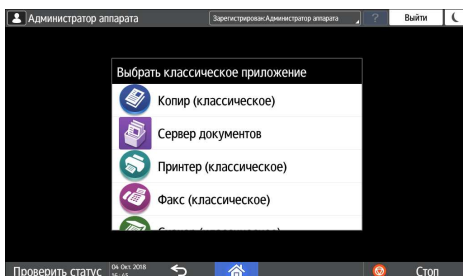 Администратор аппарата
Зарегистрирован:Администратор аппарата
?
Выйти
Выбрать классическое приложение
Копир (классическое)
Сервер документов
Принтер (классическое)
Факс (классическое)
Проверить статус
04 Окт. 2018
Стоп